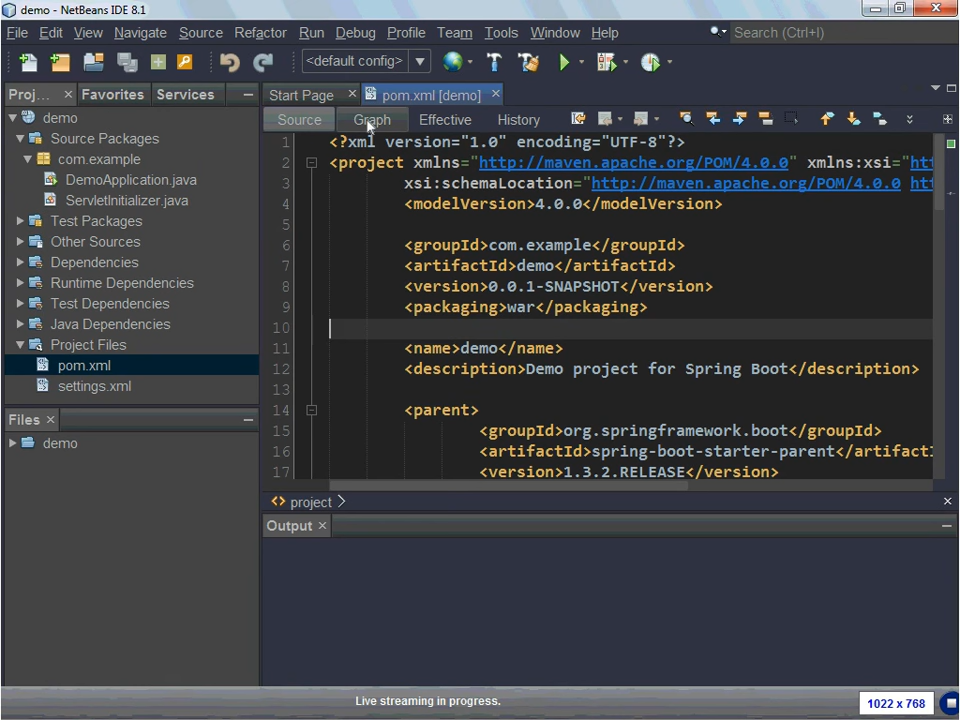 demo - NetBeans IDE 8.1
File Edit View Navigate Source Refactor Run Debug Profile Team Tools Window Help Search (Ctrl+I)
<default config>
Proj... × Favorites Services
demo
Source Packages
com.example
DemoApplication.java
ServletInitializer.java
Test Packages
Other Sources
Dependencies
Runtime Dependencies
Test Dependencies
Java Dependencies
Project Files
pom.xml
settings.xml
Files ×
demo
Start Page × pom.xml [demo] ×
Source Graph Effective History
1 <?xml version="1.0" encoding="UTF-8"?>
2 <project xmlns="http://maven.apache.org/POM/4.0.0" xmlns:xsi="htt
3 xsi:schemaLocation="http://maven.apache.org/POM/4.0.0 htt
4 <modelVersion>4.0.0</modelVersion>
5
6 <groupId>com.example</groupId>
7 <artifactId>demo</artifactId>
8 <version>0.0.1-SNAPSHOT</version>
9 <packaging>war</packaging>
10
11 <name>demo</name>
12 <description>Demo project for Spring Boot</description>
13
14 <parent>
15 <groupId>org.springframework.boot</groupId>
16 <artifactId>spring-boot-starter-parent</artifactI
17 <version>1.3.2.RELEASE</version>
project
Output ×
Live streaming in progress.
1022 x 768